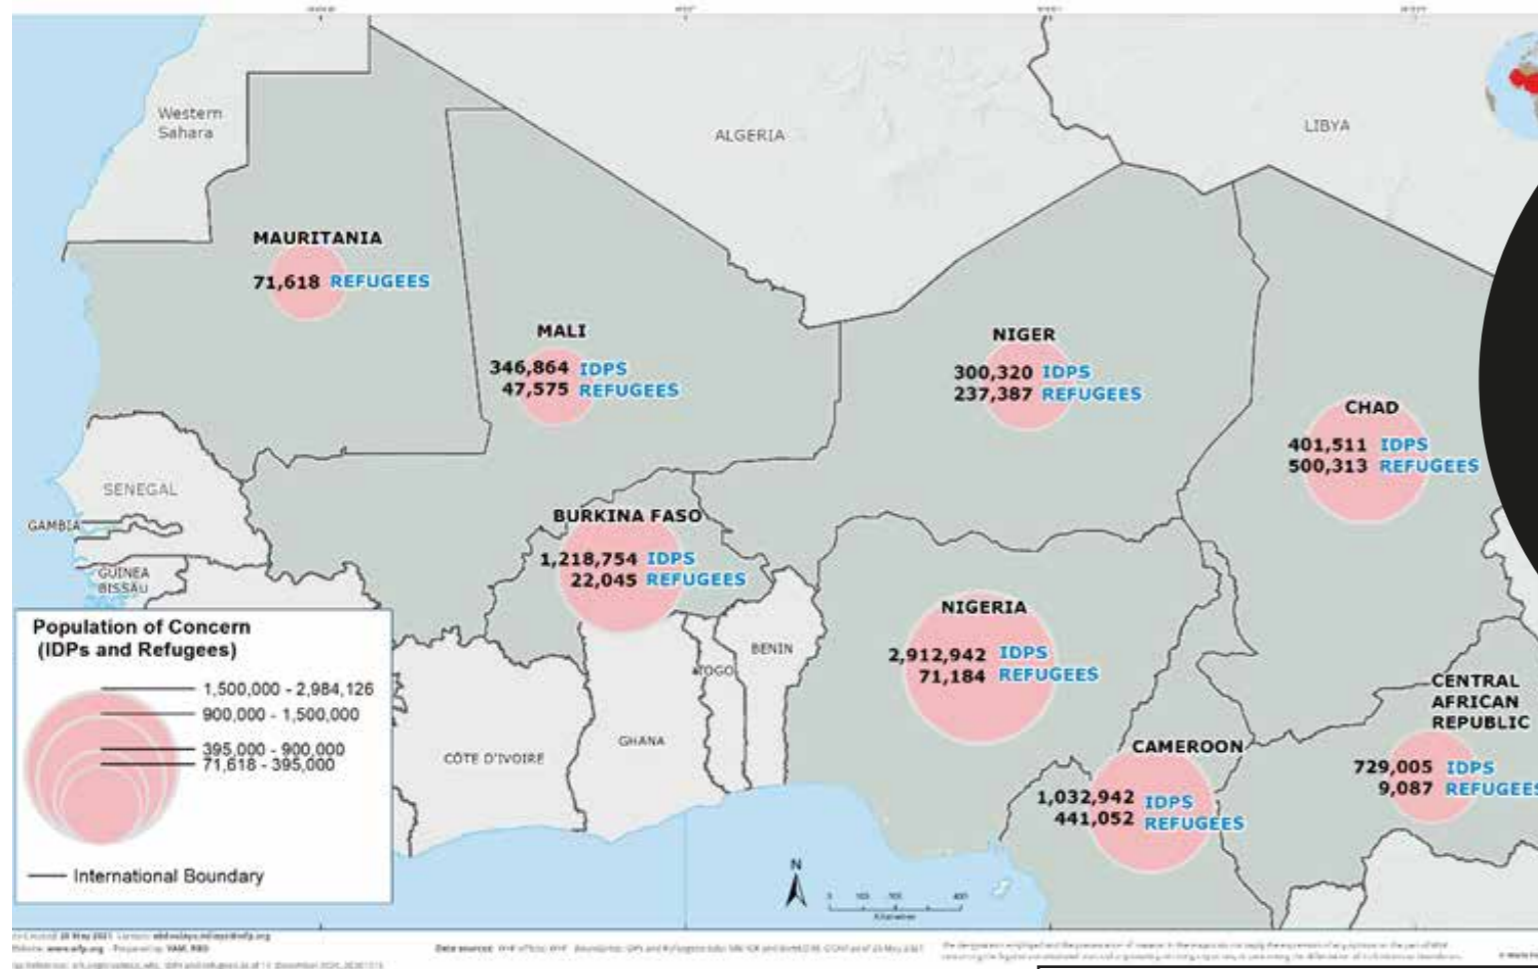 Western
Sahara
ALGERIA
LIBYA
MAURITANIA
71,618 REFUGEES
MALI
346,864 IDPS
47,575 REFUGEES
NIGER
300,320 IDPS
237,387 REFUGEES
CHAD
401,511 IDPS
500,313 REFUGEES
SENEGAL
GAMBIA
GUINEA
BISSAU
BURKINA FASO
1,218,754 IDPS
22,045 REFUGEES
NIGERIA
2,912,942 IDPS
71,184 REFUGEES
BENIN
TOGO
GHANA
CÔTE D'IVOIRE
CENTRAL
AFRICAN
REPUBLIC
729,005 IDPS
9,087 REFUGEES
CAMEROON
1,032,942 IDPS
441,052 REFUGEES
Population of Concern
(IDPs and Refugees)
1,500,000 - 2,984,126
900,000 - 1,500,000
395,000 - 900,000
71,618 - 395,000
International Boundary
N
Kilometer